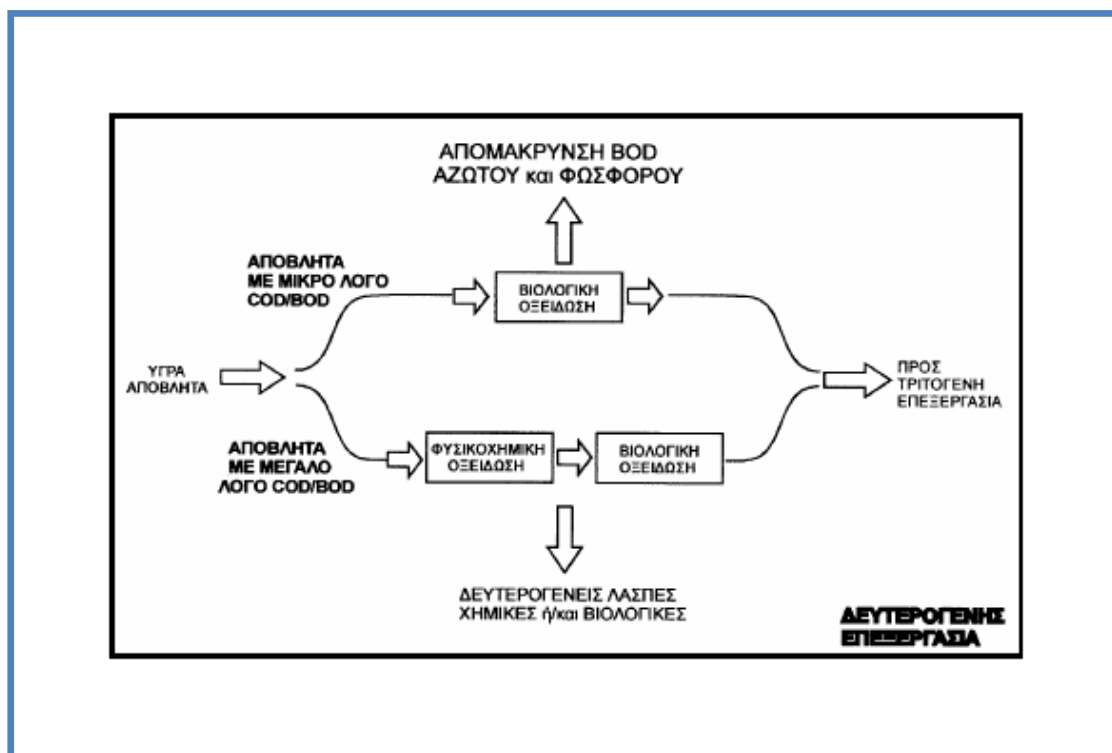 ΑΠΟΜΑΚΡΥΝΣΗ BOD
ΑΖΩΤΟΥ και ΦΩΣΦΟΡΟΥ
ΑΠΟΒΛΗΤΑ
ΜΕ ΜΙΚΡΟ ΛΟΓΟ
COD/BOD
ΒΙΟΛΟΓΙΚΗ
ΟΞΕΙΔΩΣΗ
ΥΓΡΑ
ΑΠΟΒΛΗΤΑ
ΠΡΟΣ
ΤΡΙΤΟΓΕΝΗ
ΕΠΕΞΕΡΓΑΣΙΑ
ΑΠΟΒΛΗΤΑ
ΜΕ ΜΕΓΑΛΟ
ΛΟΓΟ COD/BOD
ΦΥΣΙΚΟΧΗΜΙΚΗ
ΟΞΕΙΔΩΣΗ
ΒΙΟΛΟΓΙΚΗ
ΟΞΕΙΔΩΣΗ
ΔΕΥΤΕΡΟΓΕΝΕΙΣ ΛΑΣΠΕΣ
ΧΗΜΙΚΕΣ ή/και ΒΙΟΛΟΓΙΚΕΣ
ΔΕΥΤΕΡΟΓΕΝΗΣ
ΕΠΕΞΕΡΓΑΣΙΑ